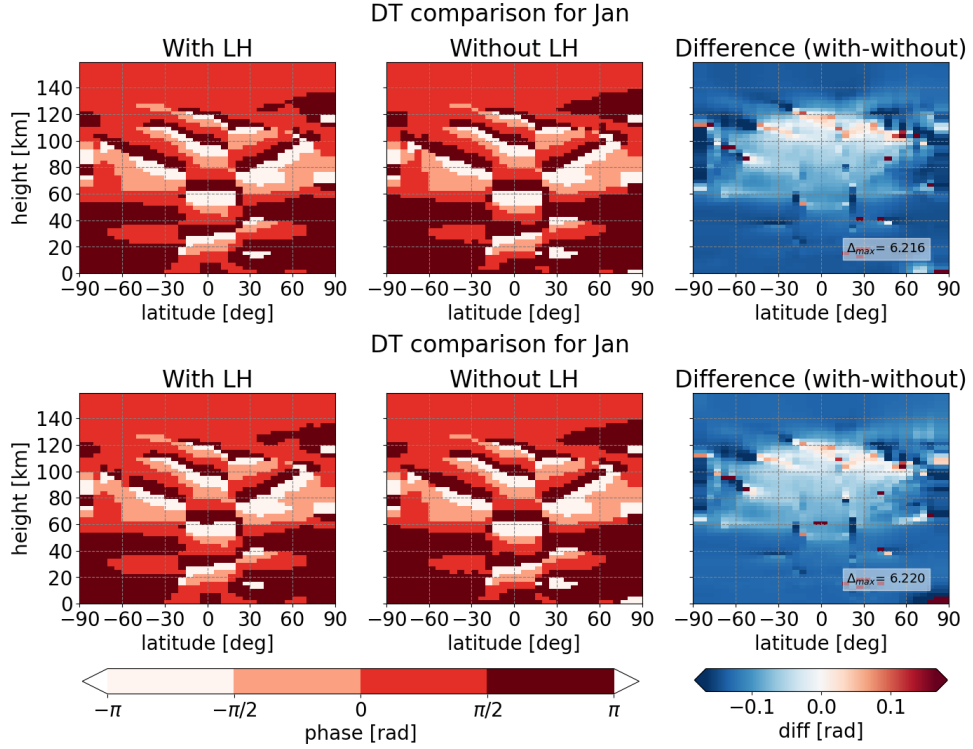 DT comparison for Jan
With LH Without LH Difference (with-without)
height [km]
140
120
100
80
60
40
20
0
Δmax= 6.216
−90 −60 −30 0 30 60 90 −90 −60 −30 0 30 60 90 −90 −60 −30 0 30 60 90
latitude [deg] latitude [deg] latitude [deg]
DT comparison for Jan
With LH Without LH Difference (with-without)
height [km]
140
120
100
80
60
40
20
0
Δmax= 6.220
−90 −60 −30 0 30 60 90 −90 −60 −30 0 30 60 90 −90 −60 −30 0 30 60 90
latitude [deg] latitude [deg] latitude [deg]
−π −π/2 0 π/2 π −0.1 0.0 0.1
phase [rad] diff [rad]